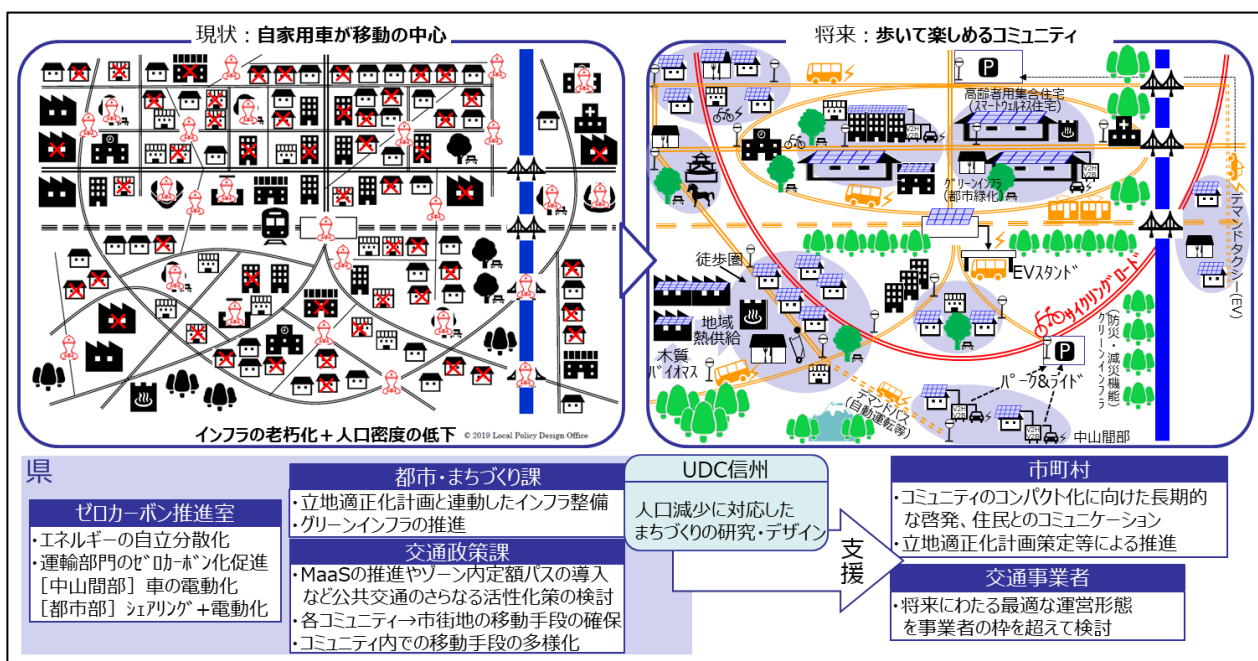 現状：自家用車が移動の中心
インフラの老朽化＋人口密度の低下
© 2019 Local Policy Design Office
将来：歩いて楽しめるコミュニティ
P
高齢者用集合住宅
(スマートウェルネス住宅)
V2H
V2B
グリーンインフラ
(都市緑化)
デマンドタクシー(EV)
EVスタンド
徒歩圏
サイクリングロード
地域
熱供給
木質
バイオマス
P
パーク&ライド
デマンドバス
(自動運転等)
中山間部
グリーンインフラ
(防災・減災機能)
県
ゼロカーボン推進室
・エネルギーの自立分散化
・運輸部門のｾﾞﾛｶｰﾎﾞﾝ化促進
［中山間部］車の電動化
［都市部］ｼｪｱﾘﾝｸﾞ+電動化
都市・まちづくり課
・立地適正化計画と連動したインフラ整備
・グリーンインフラの推進
交通政策課
・MaaSの推進やゾーン内定額パスの導入
など公共交通のさらなる活性化策の検討
・各コミュニティ→市街地の移動手段の確保
・コミュニティ内での移動手段の多様化
UDC信州
人口減少に対応した
まちづくりの研究・デザイン
支援
市町村
・コミュニティのコンパクト化に向けた長期的
な啓発、住民とのコミュニケーション
・立地適正化計画策定等による推進
交通事業者
・将来にわたる最適な運営形態
を事業者の枠を超えて検討